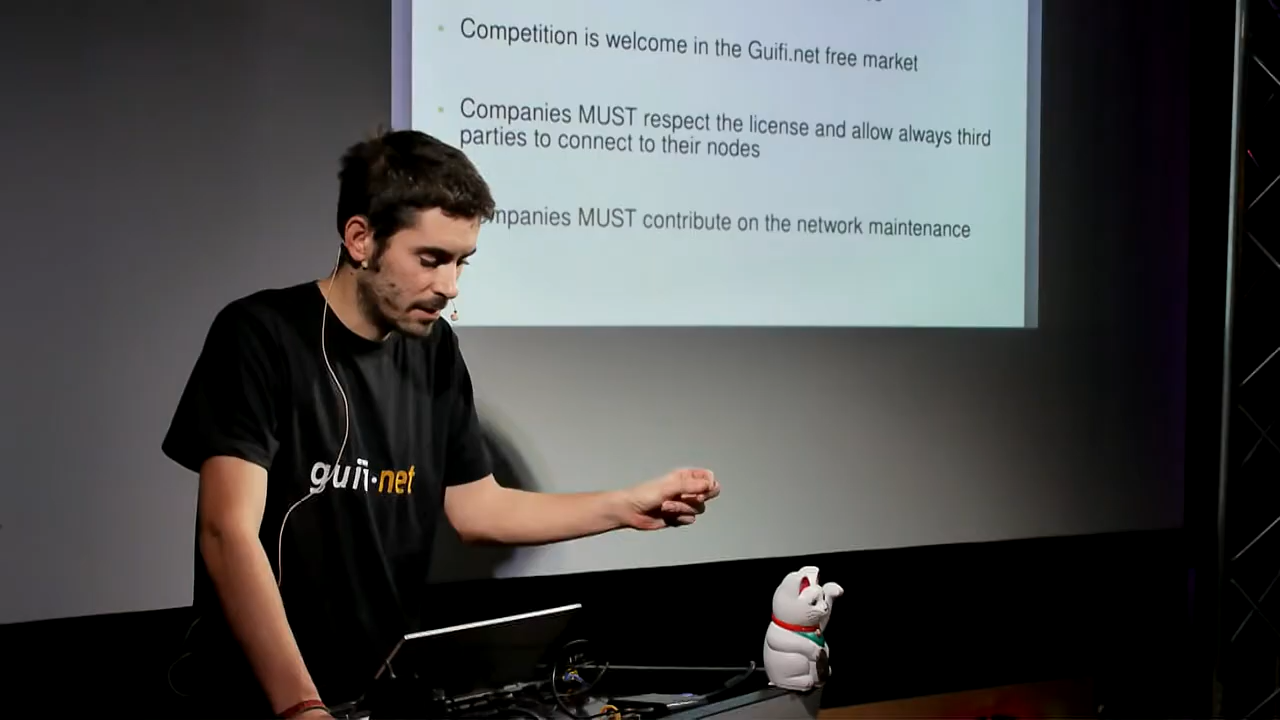 Competition is welcome in the Guifi.net free market
Companies MUST respect the license and allow always third
parties to connect to their nodes
mpanies MUST contribute on the network maintenance
guifi·net